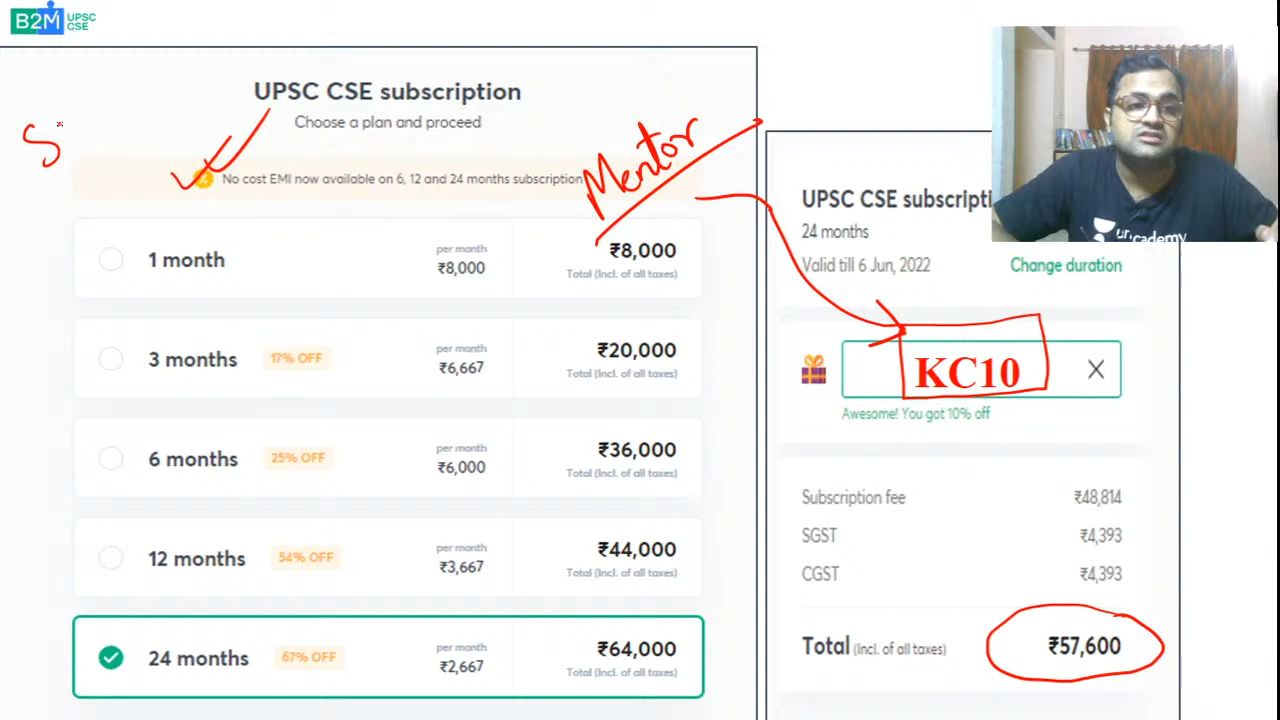 B2M UPSC CSE
UPSC CSE subscription
Choose a plan and proceed
S
No cost EMI now available on 6, 12 and 24 months subscription
Mentor
1 month
per month
₹8,000
₹8,000
Total (Incl. of all taxes)
3 months
17% OFF
per month
₹6,667
₹20,000
Total (Incl. of all taxes)
6 months
25% OFF
per month
₹6,000
₹36,000
Total (Incl. of all taxes)
12 months
54% OFF
per month
₹3,667
₹44,000
Total (Incl. of all taxes)
24 months
67% OFF
per month
₹2,667
₹64,000
Total (Incl. of all taxes)
unacademy
UPSC CSE subscripti
24 months
Valid till 6 Jun, 2022
Change duration
KC10
Awesome! You got 10% off
Subscription fee
₹48,814
SGST
₹4,393
CGST
₹4,393
Total (Incl. of all taxes)
₹57,600